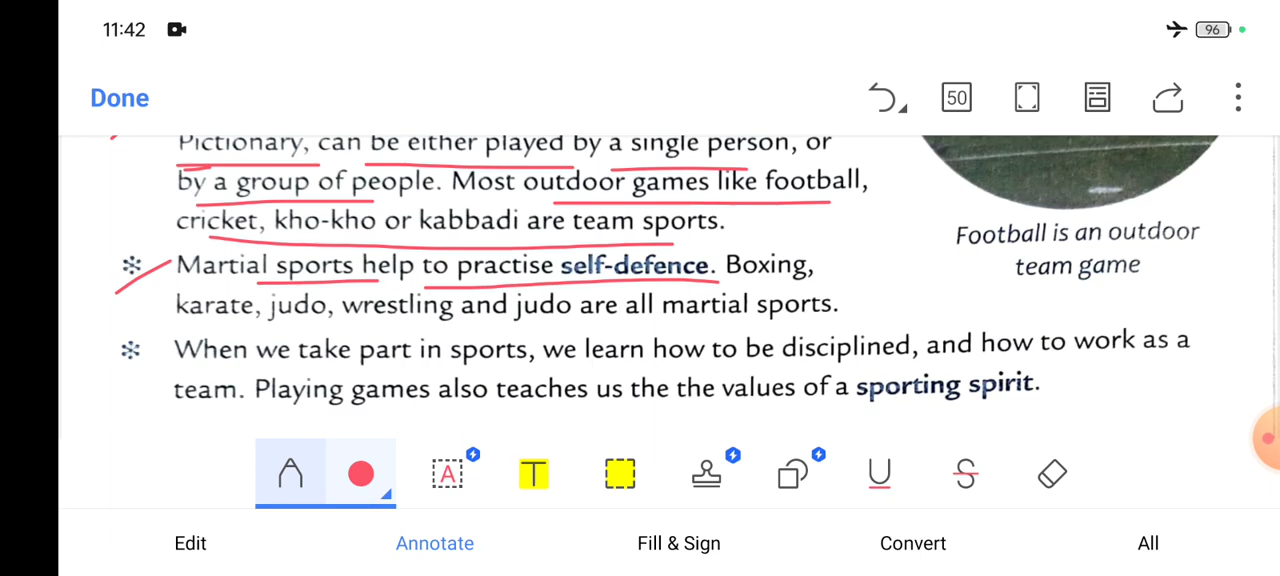 11:42
96
Done
50
Pictionary, can be either played by a single person, or
by a group of people. Most outdoor games like football,
cricket, kho-kho or kabbadi are team sports.
Football is an outdoor
team game
* Martial sports help to practise self-defence. Boxing,
karate, judo, wrestling and judo are all martial sports.
* When we take part in sports, we learn how to be disciplined, and how to work as a
team. Playing games also teaches us the the values of a sporting spirit.
A
T
U
S
Edit
Annotate
Fill & Sign
Convert
All